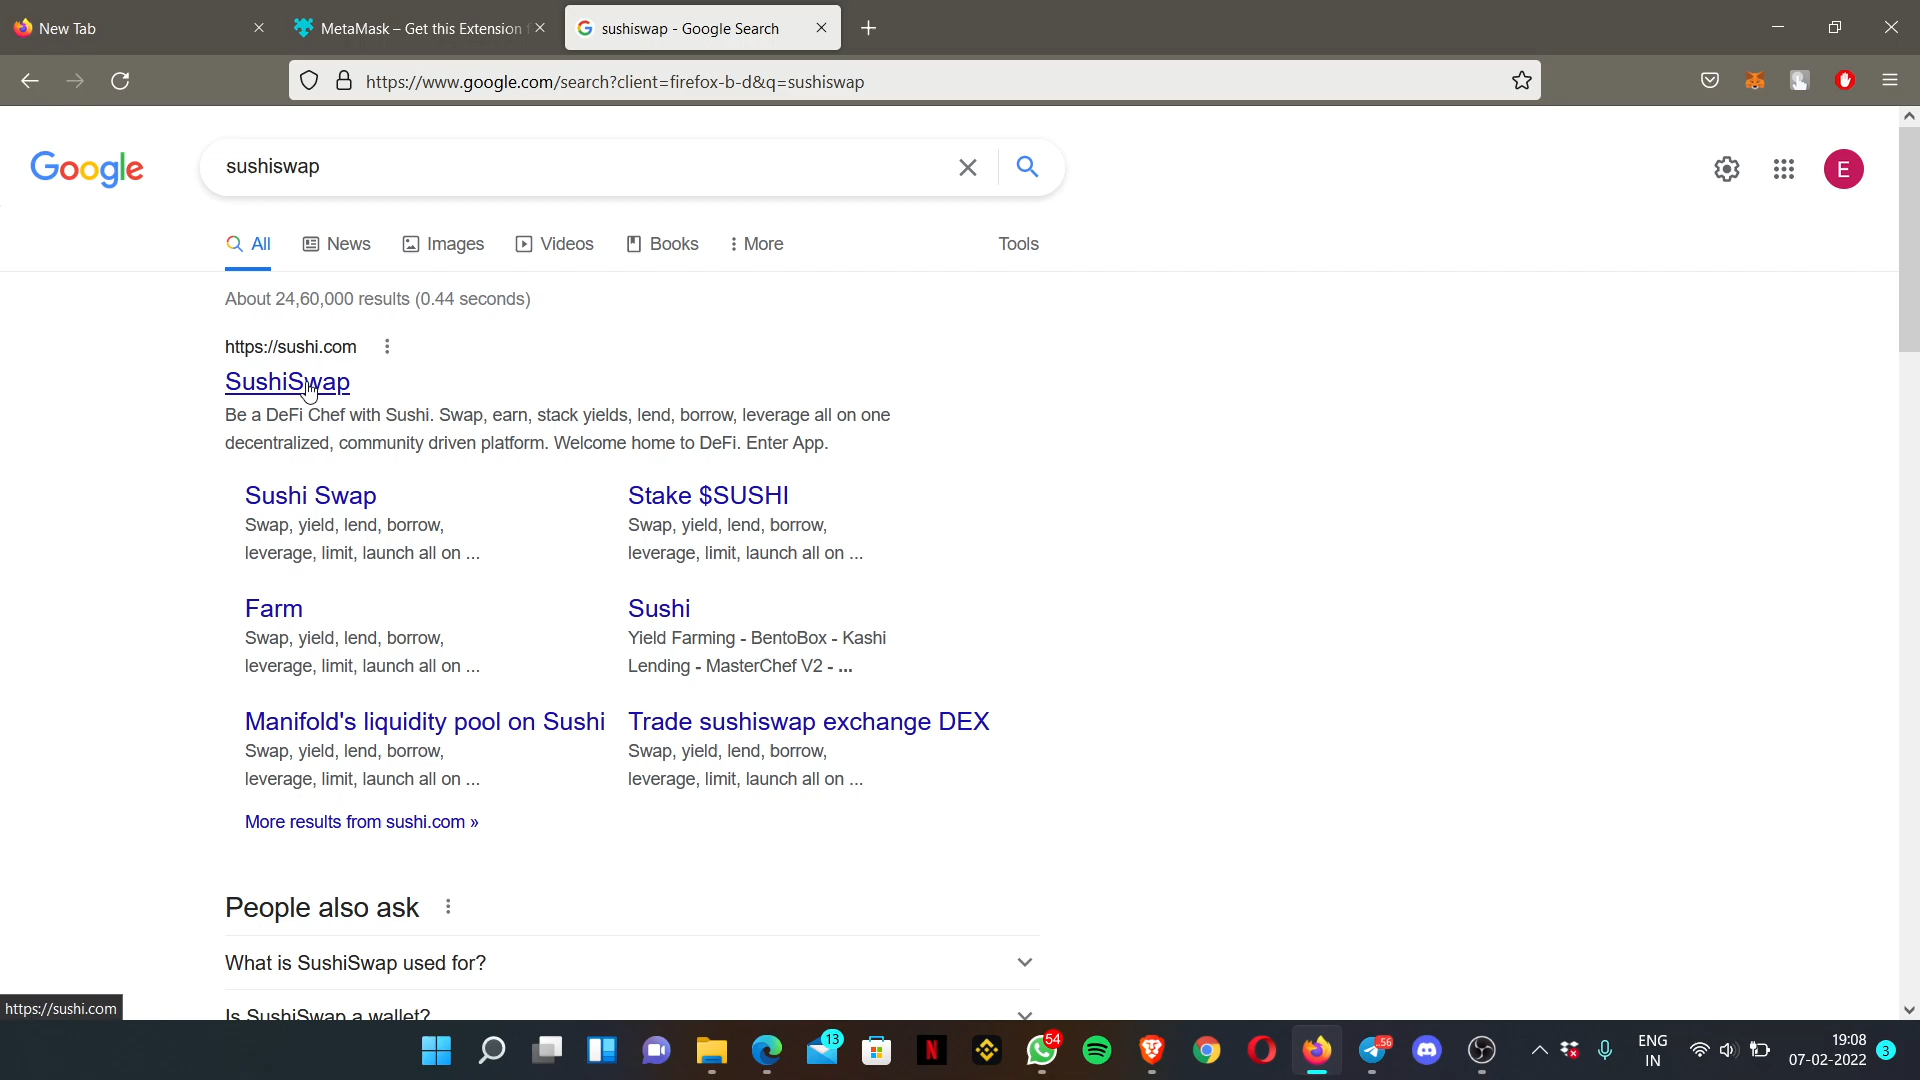 New Tab
MetaMask – Get this Extension
sushiswap - Google Search
https://www.google.com/search?client=firefox-b-d&q=sushiswap
Google
sushiswap
E
All
News
Images
Videos
Books
More
Tools
About 24,60,000 results (0.44 seconds)
https://sushi.com
SushiSwap
Be a DeFi Chef with Sushi. Swap, earn, stack yields, lend, borrow, leverage all on one
decentralized, community driven platform. Welcome home to DeFi. Enter App.
Sushi Swap
Swap, yield, lend, borrow,
leverage, limit, launch all on ...
Stake $SUSHI
Swap, yield, lend, borrow,
leverage, limit, launch all on ...
Farm
Swap, yield, lend, borrow,
leverage, limit, launch all on ...
Sushi
Yield Farming - BentoBox - Kashi
Lending - MasterChef V2 - ...
Manifold's liquidity pool on Sushi
Swap, yield, lend, borrow,
leverage, limit, launch all on ...
Trade sushiswap exchange DEX
Swap, yield, lend, borrow,
leverage, limit, launch all on ...
More results from sushi.com »
People also ask
What is SushiSwap used for?
Is SushiSwap a wallet?
https://sushi.com
13
N
54
56
ENG
IN
19:08
07-02-2022
3